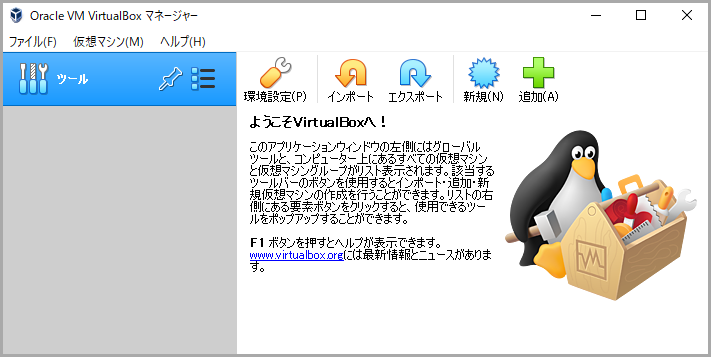 Oracle VM VirtualBox マネージャー
ファイル(F) 仮想マシン(M) ヘルプ(H)
ツール
環境設定(P) インポート エクスポート 新規(N) 追加(A)
ようこそVirtualBoxへ！
このアプリケーションウィンドウの左側にはグローバル
ツールと、コンピューター上にあるすべての仮想マシン
と仮想マシングループがリスト表示されます。該当する
ツールバーのボタンを使用するとインポート・追加・新
規仮想マシンの作成を行うことができます。リストの右
側にある要素ボタンをクリックすると、使用できるツー
ルをポップアップすることができます。
F1 ボタンを押すとヘルプが表示できます。
www.virtualbox.orgには最新情報とニュースがありま
す。
VM